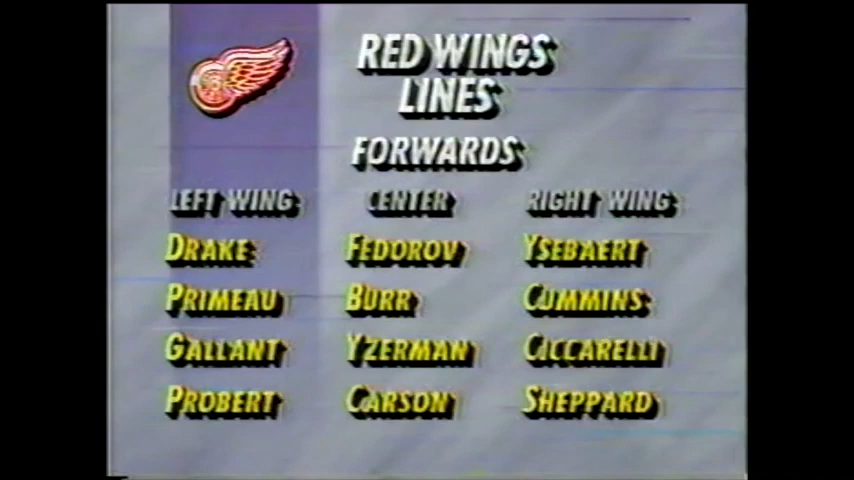 RED WINGS
LINES
FORWARDS
LEFT WING CENTER RIGHT WING
DRAKE FEDOROV YSEBAERT
PRIMEAU BURR CUMMINS
GALLANT YZERMAN CICCARELLI
PROBERT CARSON SHEPPARD